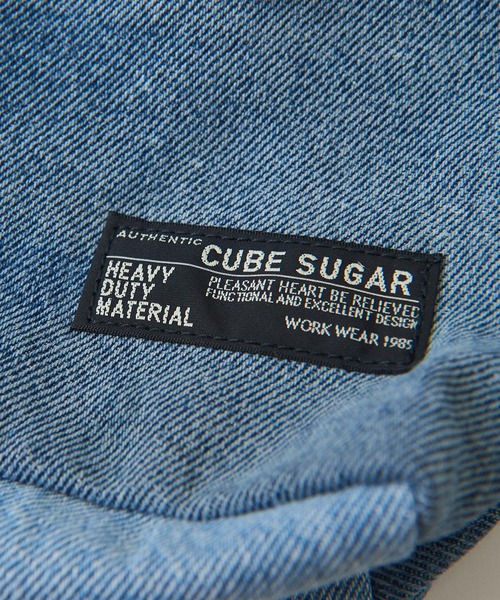 AUTHENTIC
CUBE SUGAR
HEAVY
DUTY
MATERIAL
PLEASANT HEART BE RELIEVED
FUNCTIONAL AND EXCELLENT DESIGN
WORK WEAR 1985